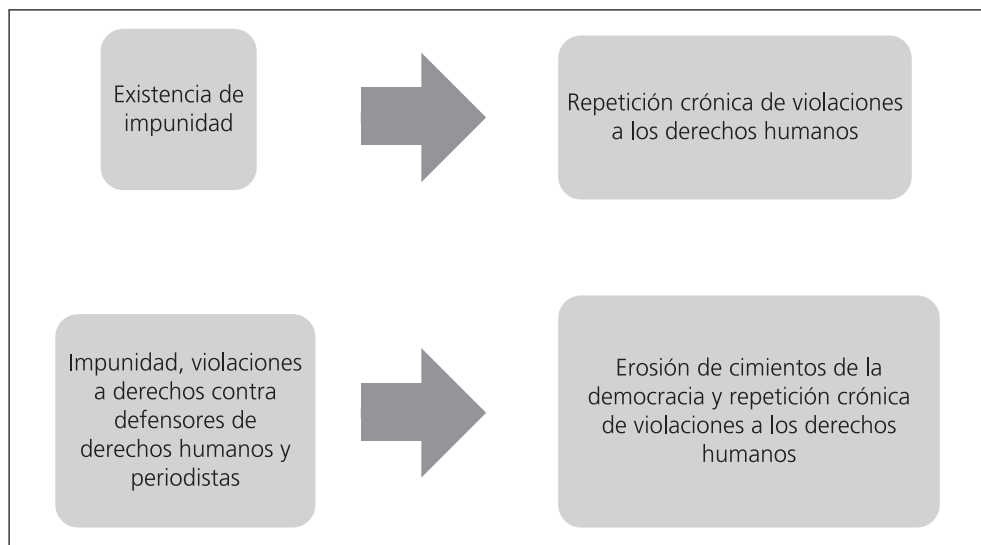 Existencia de
impunidad
Repetición crónica de violaciones
a los derechos humanos
Impunidad, violaciones
a derechos contra
defensores de
derechos humanos y
periodistas
Erosión de cimientos de la
democracia y repetición crónica
de violaciones a los derechos
humanos